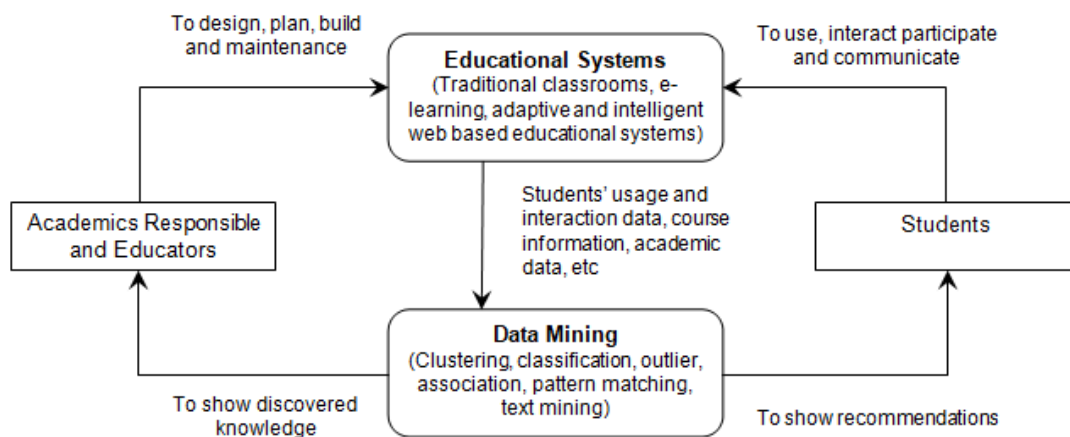 To design, plan, build
and maintenance
Educational Systems
(Traditional classrooms, e-
learning, adaptive and intelligent
web based educational systems)
To use, interact participate
and communicate
Academics Responsible
and Educators
Students' usage and
interaction data, course
information, academic
data, etc
Students
Data Mining
(Clustering, classification, outlier,
association, pattern matching,
text mining)
To show discovered
knowledge
To show recommendations